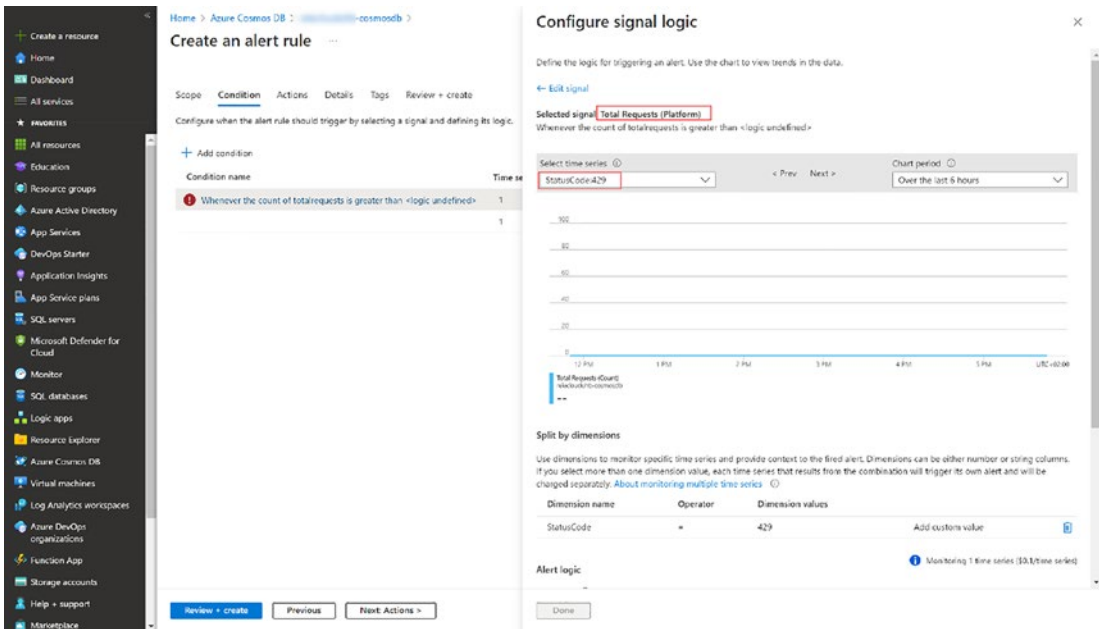 Create a resource
Home
Dashboard
All services
FAVORITES
All resources
Education
Resource groups
Azure Active Directory
App Services
DevOps Starter
Application Insights
App Service plans
SQL servers
Microsoft Defender for
Cloud
Monitor
SQL databases
Logic apps
Resource Explorer
Azure Cosmos DB
Virtual machines
Log Analytics workspaces
Azure DevOps
organizations
Function App
Storage accounts
Help + support
Marketplace
Home > Azure Cosmos DB > -cosmosdb >
Create an alert rule ...
Scope Condition Actions Details Tags Review + create
Configure when the alert rule should trigger by selecting a signal and defining its logic.
+ Add condition
Condition name Time se
Whenever the count of totalrequests is greater than <logic undefined> 1
1
Review + create Previous Next: Actions >
Configure signal logic
Define the logic for triggering an alert. Use the chart to view trends in the data.
← Edit signal
Selected signal: Total Requests (Platform)
Whenever the count of totalrequests is greater than <logic undefined>
Select time series Chart period
StatusCode:429 < Prev Next > Over the last 6 hours
100
80
60
40
20
0
12 PM 1 PM 2 PM 3 PM 4 PM 5 PM UTC+02:00
Total Requests (Count)
--
Split by dimensions
Use dimensions to monitor specific time series and provide context to the fired alert. Dimensions can be either number or string columns.
If you select more than one dimension value, each time series that results from the combination will trigger its own alert and will be
charged separately. About monitoring multiple time series
Dimension name Operator Dimension values
StatusCode = 429 Add custom value
Monitoring 1 time series ($0.1/time series)
Alert logic
Done